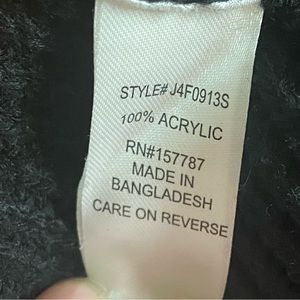 STYLE# J4F0913S
100% ACRYLIC
RN#157787
MADE IN
BANGLADESH
CARE ON REVERSE